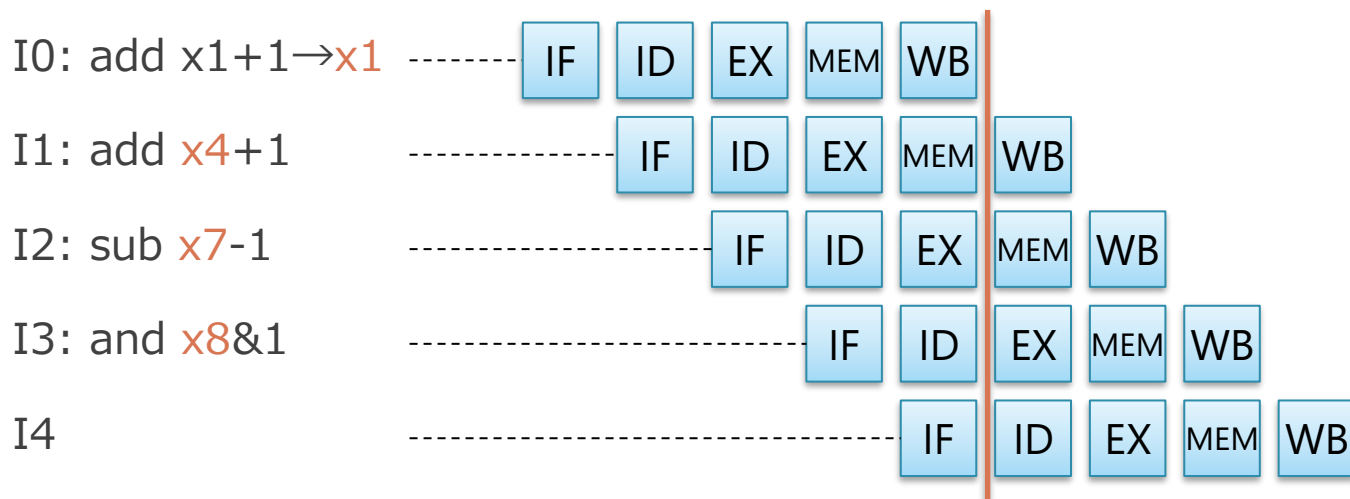 I0: add x1+1→x1 IF ID EX MEM WB
I1: add x4+1 IF ID EX MEM WB
I2: sub x7-1 IF ID EX MEM WB
I3: and x8&1 IF ID EX MEM WB
I4 IF ID EX MEM WB